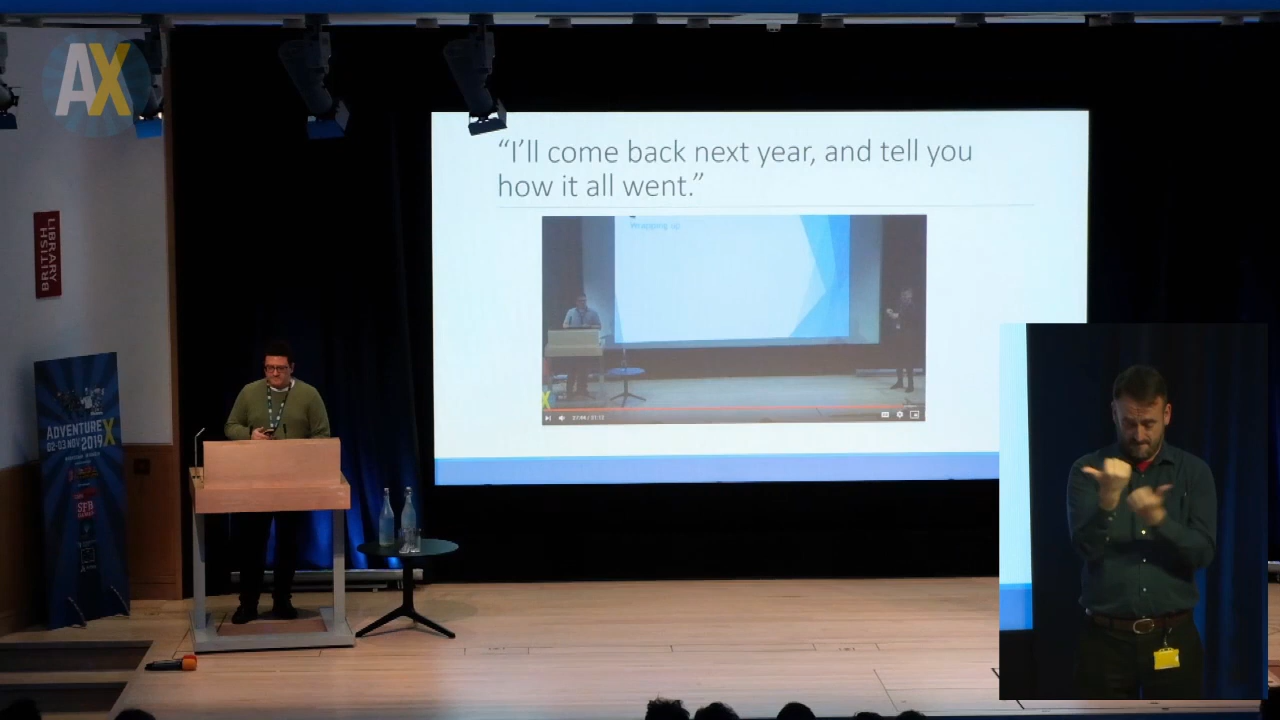 AX
“I’ll come back next year, and tell you
how it all went.”
Wrapping up
BRITISH
LIBRARY
ADVENTURE X
02-03.NOV 2019
SFB